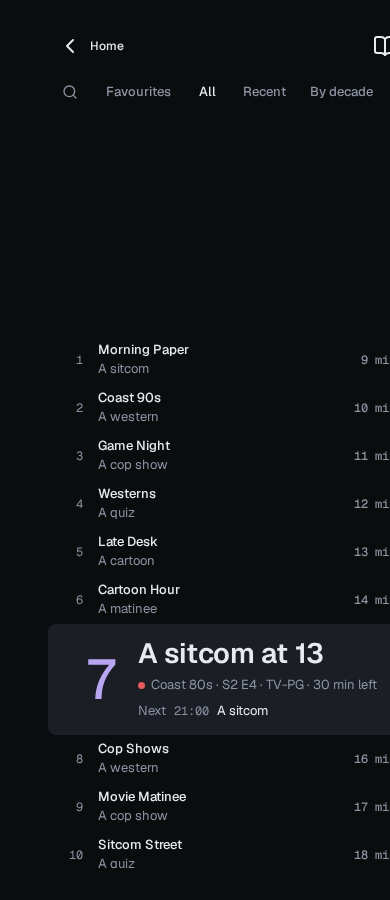 Home
Favourites All Recent By decade
Morning Paper
1 9 mi
A sitcom
Coast 90s
2 10 mi
A western
Game Night
3 11 mi
A cop show
Westerns
4 12 mi
A quiz
Late Desk
5 13 mi
A cartoon
Cartoon Hour
6 14 mi
A matinee
A sitcom at 13
7
Coast 80s · S2 E4 · TV-PG · 30 min left
Next 21:00 A sitcom
Cop Shows
8 16 mi
A western
Movie Matinee
9 17 mi
A cop show
Sitcom Street
10 18 mi
A quiz